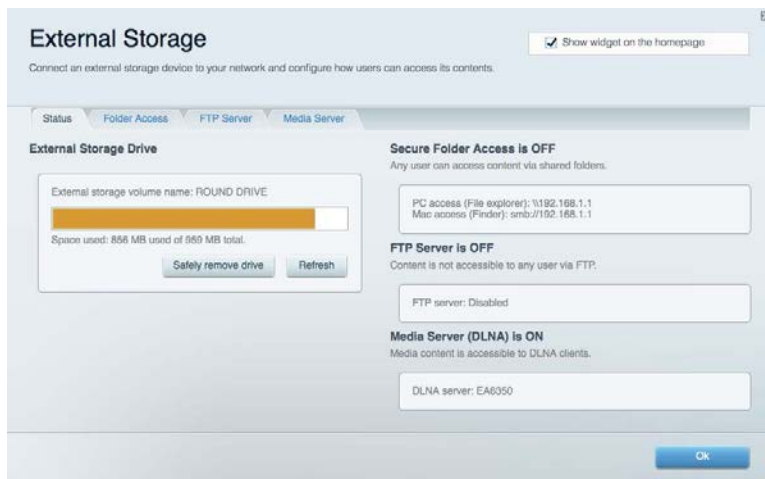 External Storage
Show widget on the homepage
Connect an external storage device to your network and configure how users can access its contents.
Status
Folder Access
FTP Server
Media Server
External Storage Drive
External storage volume name: ROUND DRIVE
Space used: 856 MB used of 959 MB total.
Safely remove drive
Refresh
Secure Folder Access is OFF
Any user can access content via shared folders.
PC access (File explorer): \\192.168.1.1
Mac access (Finder): smb://192.168.1.1
FTP Server is OFF
Content is not accessible to any user via FTP.
FTP server: Disabled
Media Server (DLNA) is ON
Media content is accessible to DLNA clients.
DLNA server: EA6350
Ok